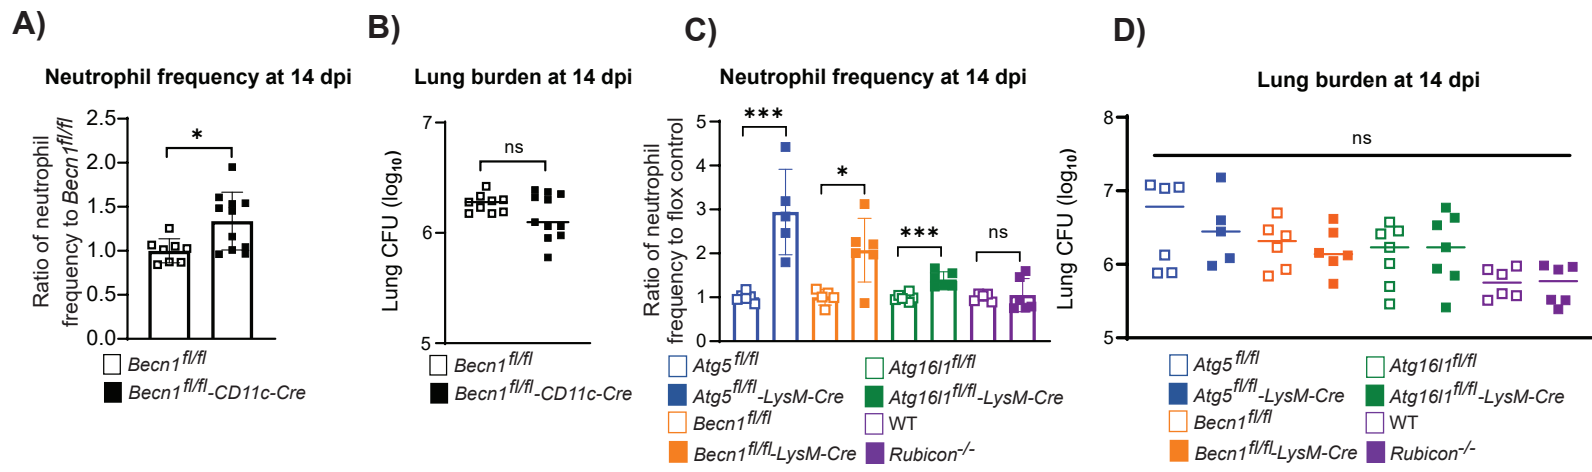 A)
Neutrophil frequency at 14 dpi
Ratio of neutrophil
frequency to Becn1fl/fl
2.5
2.0
1.5
1.0
0.5
0.0
*
Becn1fl/fl
Becn1fl/fl-CD11c-Cre
B)
Lung burden at 14 dpi
Lung CFU (log10)
7
6
5
ns
Becn1fl/fl
Becn1fl/fl-CD11c-Cre
C)
Neutrophil frequency at 14 dpi
Ratio of neutrophil
frequency to flox control
5
4
3
2
1
0
***
*
***
ns
Atg5fl/fl
Atg5fl/fl-LysM-Cre
Becn1fl/fl
Becn1fl/fl-LysM-Cre
Atg16l1fl/fl
Atg16l1fl/fl-LysM-Cre
WT
Rubicon-/-
D)
Lung burden at 14 dpi
Lung CFU (log10)
8
7
6
5
ns
Atg5fl/fl
Atg5fl/fl-LysM-Cre
Becn1fl/fl
Becn1fl/fl-LysM-Cre
Atg16l1fl/fl
Atg16l1fl/fl-LysM-Cre
WT
Rubicon-/-